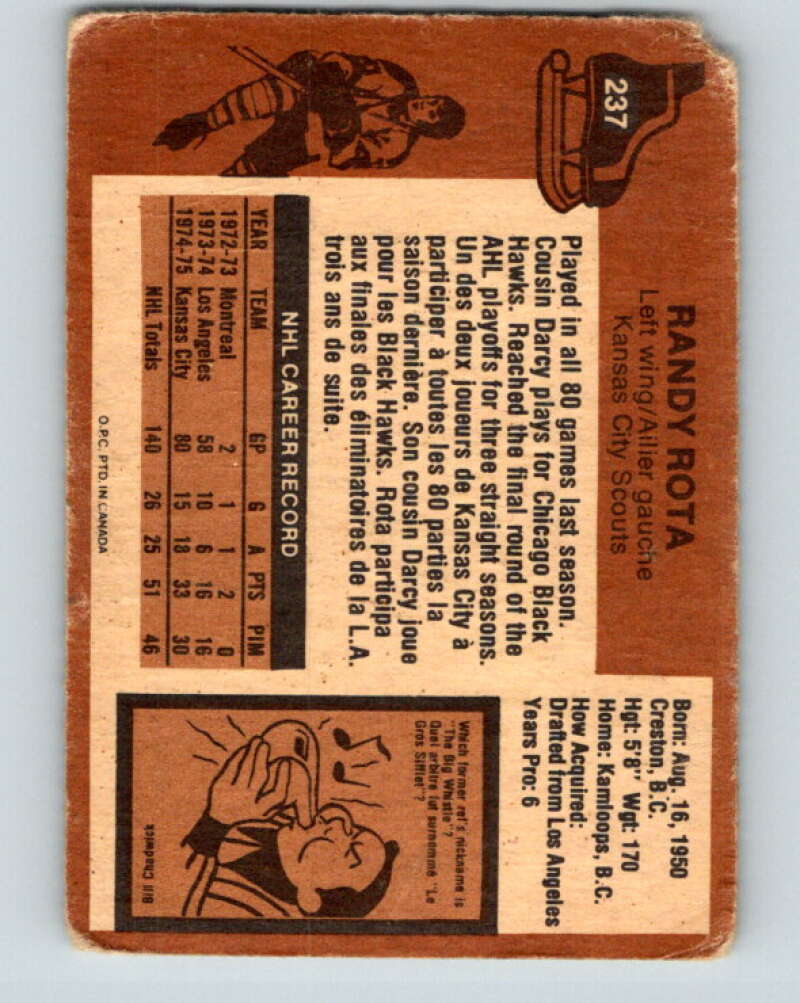 237
RANDY ROTA
Left wing/Ailier gauche
Kansas City Scouts
Born: Aug. 16, 1950
Creston, B.C.
Hgt: 5'8" Wgt: 170
Home: Kamloops, B.C.
How Acquired:
Drafted from Los Angeles
Years Pro: 6
Played in all 80 games last season.
Cousin Darcy plays for Chicago Black
Hawks. Reached the final round of the
AHL playoffs for three straight seasons.
Un des deux joueurs de Kansas City à
participer à toutes les 80 parties la
saison dernière. Son cousin Darcy joue
pour les Black Hawks. Rota participa
aux finales des éliminatoires de la L.A.
trois ans de suite.
NHL CAREER RECORD
YEAR TEAM GP G A PTS PIM
1972-73 Montreal 2 1 1 2 0
1973-74 Los Angeles 58 10 6 16 16
1974-75 Kansas City 80 15 18 33 30
NHL Totals 140 26 25 51 46
O.P.C. PTD. IN CANADA
Which former ref's nickname is
"The Big Whistle"?
Quel arbitre fut surnommé "Le
Gros Sifflet"?
Bill Chadwick